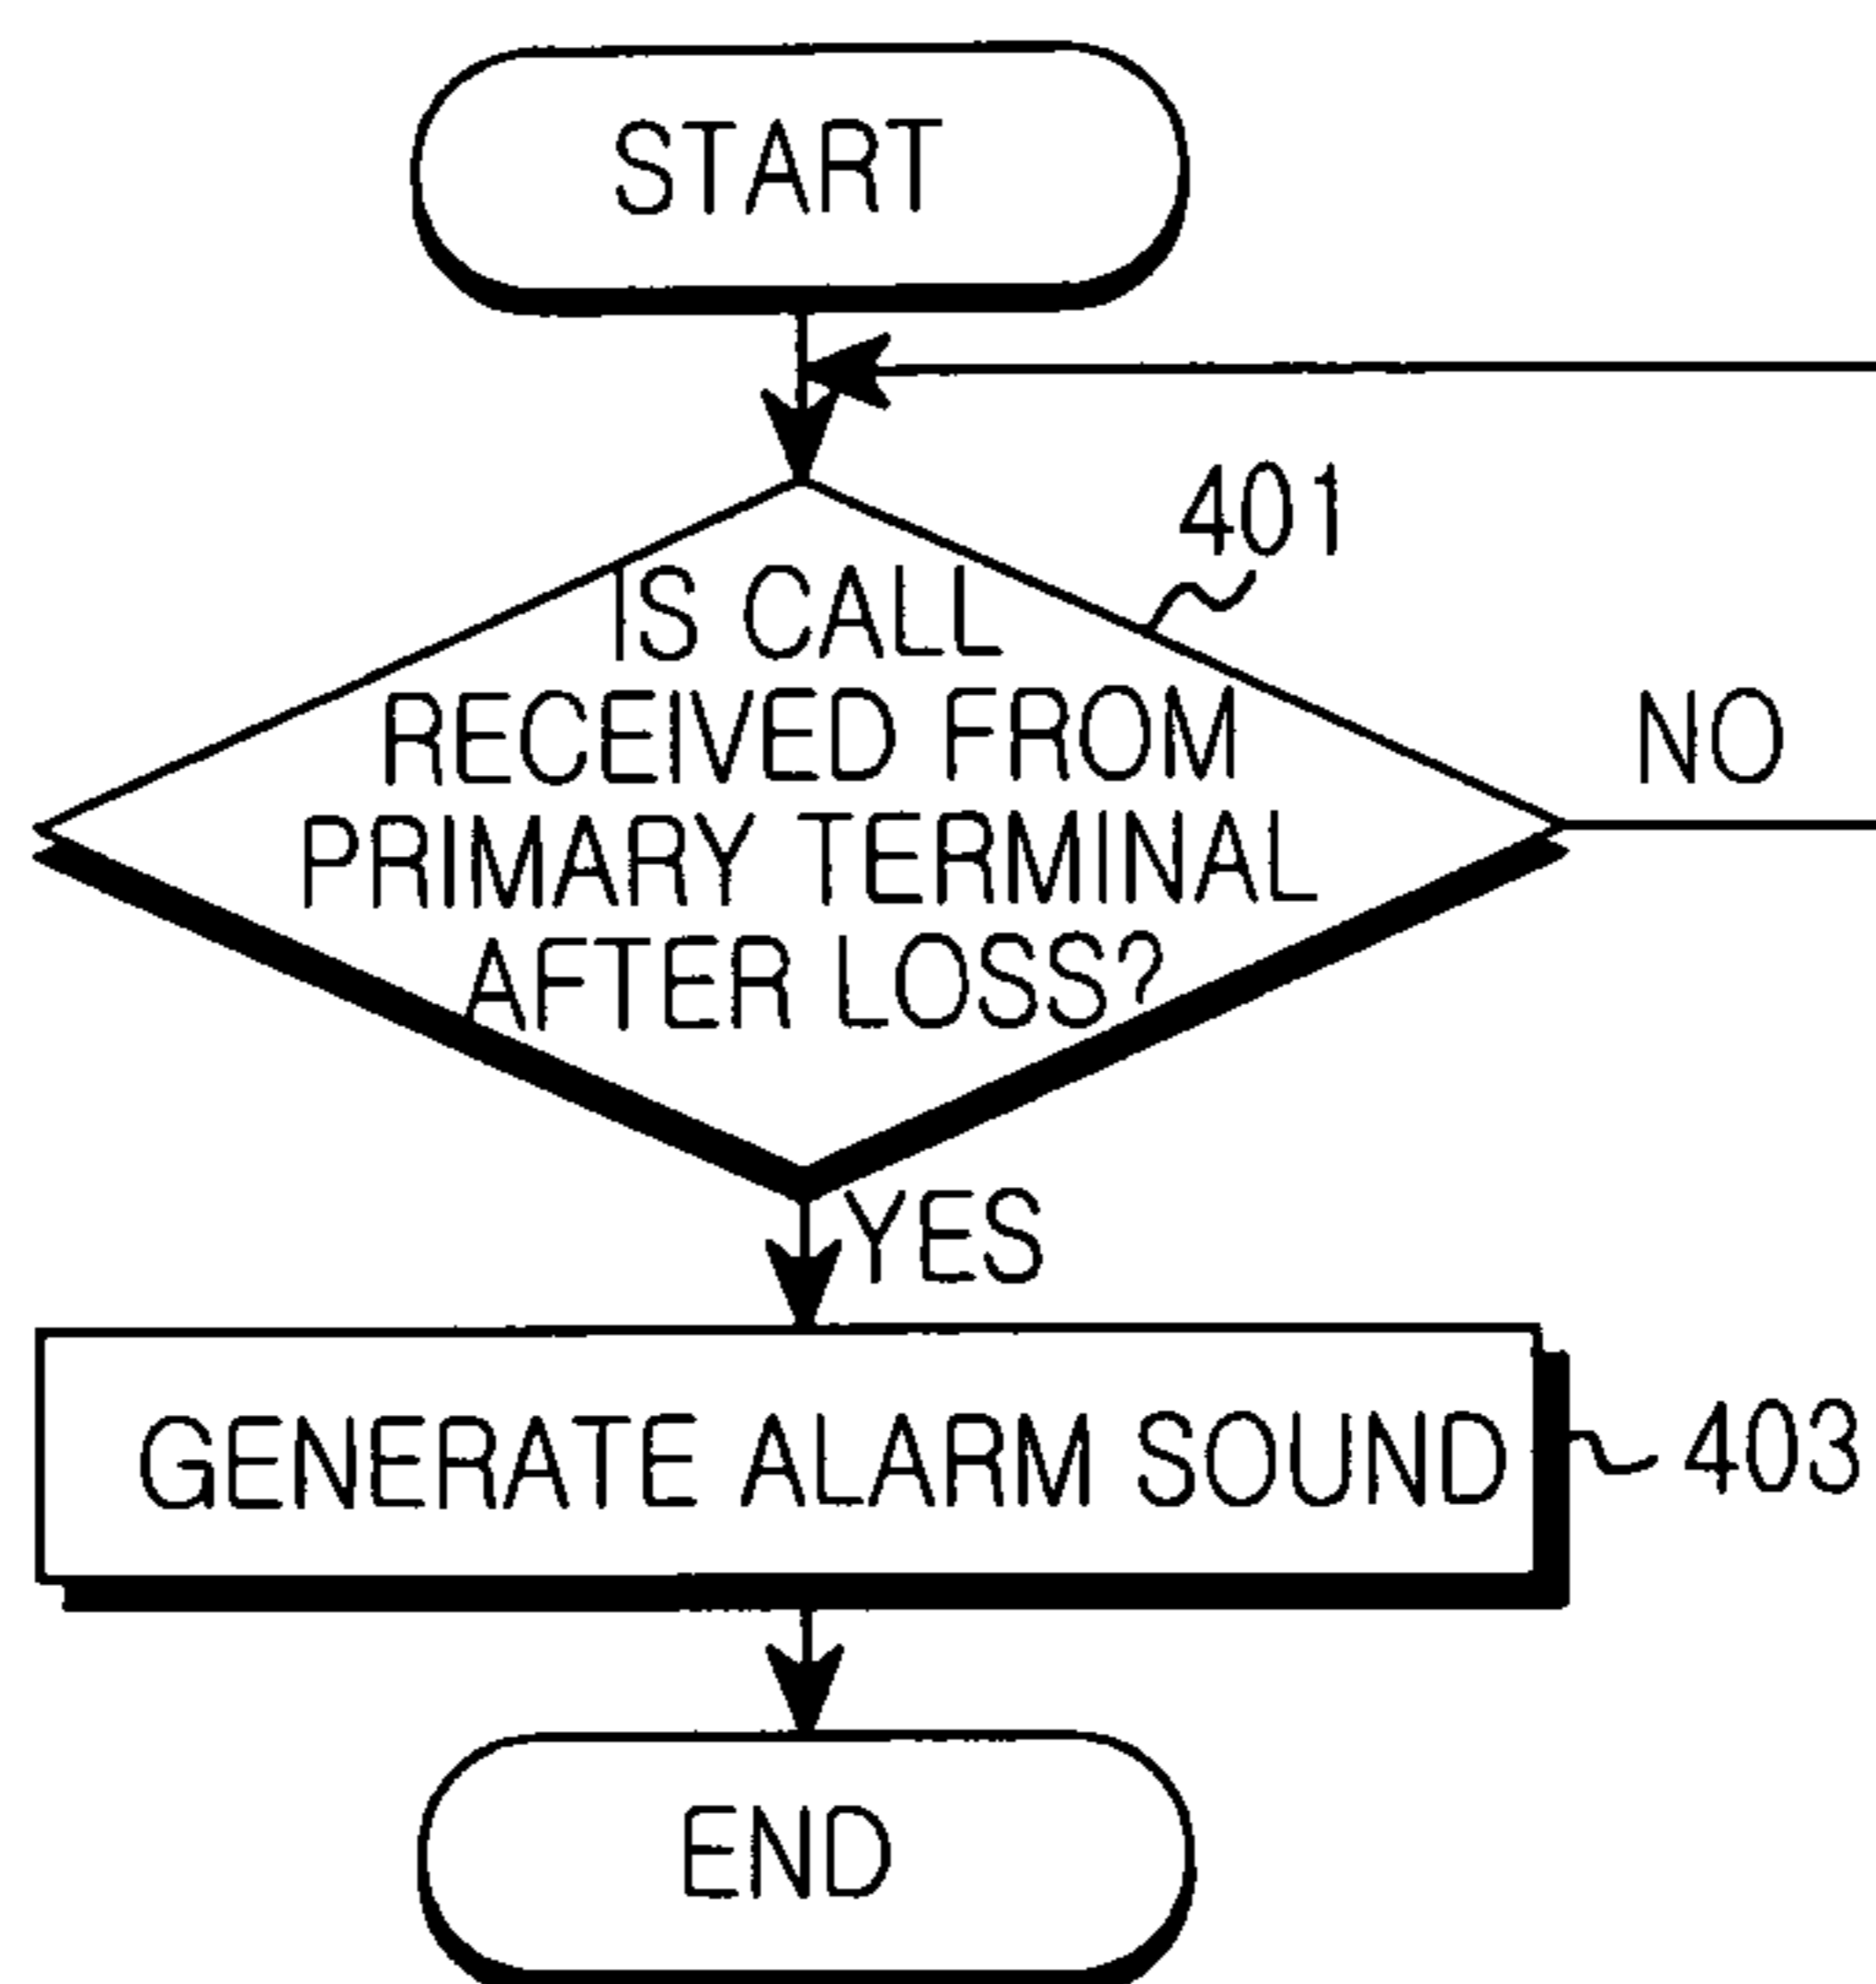 START
401
IS CALL
RECEIVED FROM
PRIMARY TERMINAL
AFTER LOSS?
NO
YES
GENERATE ALARM SOUND
403
END